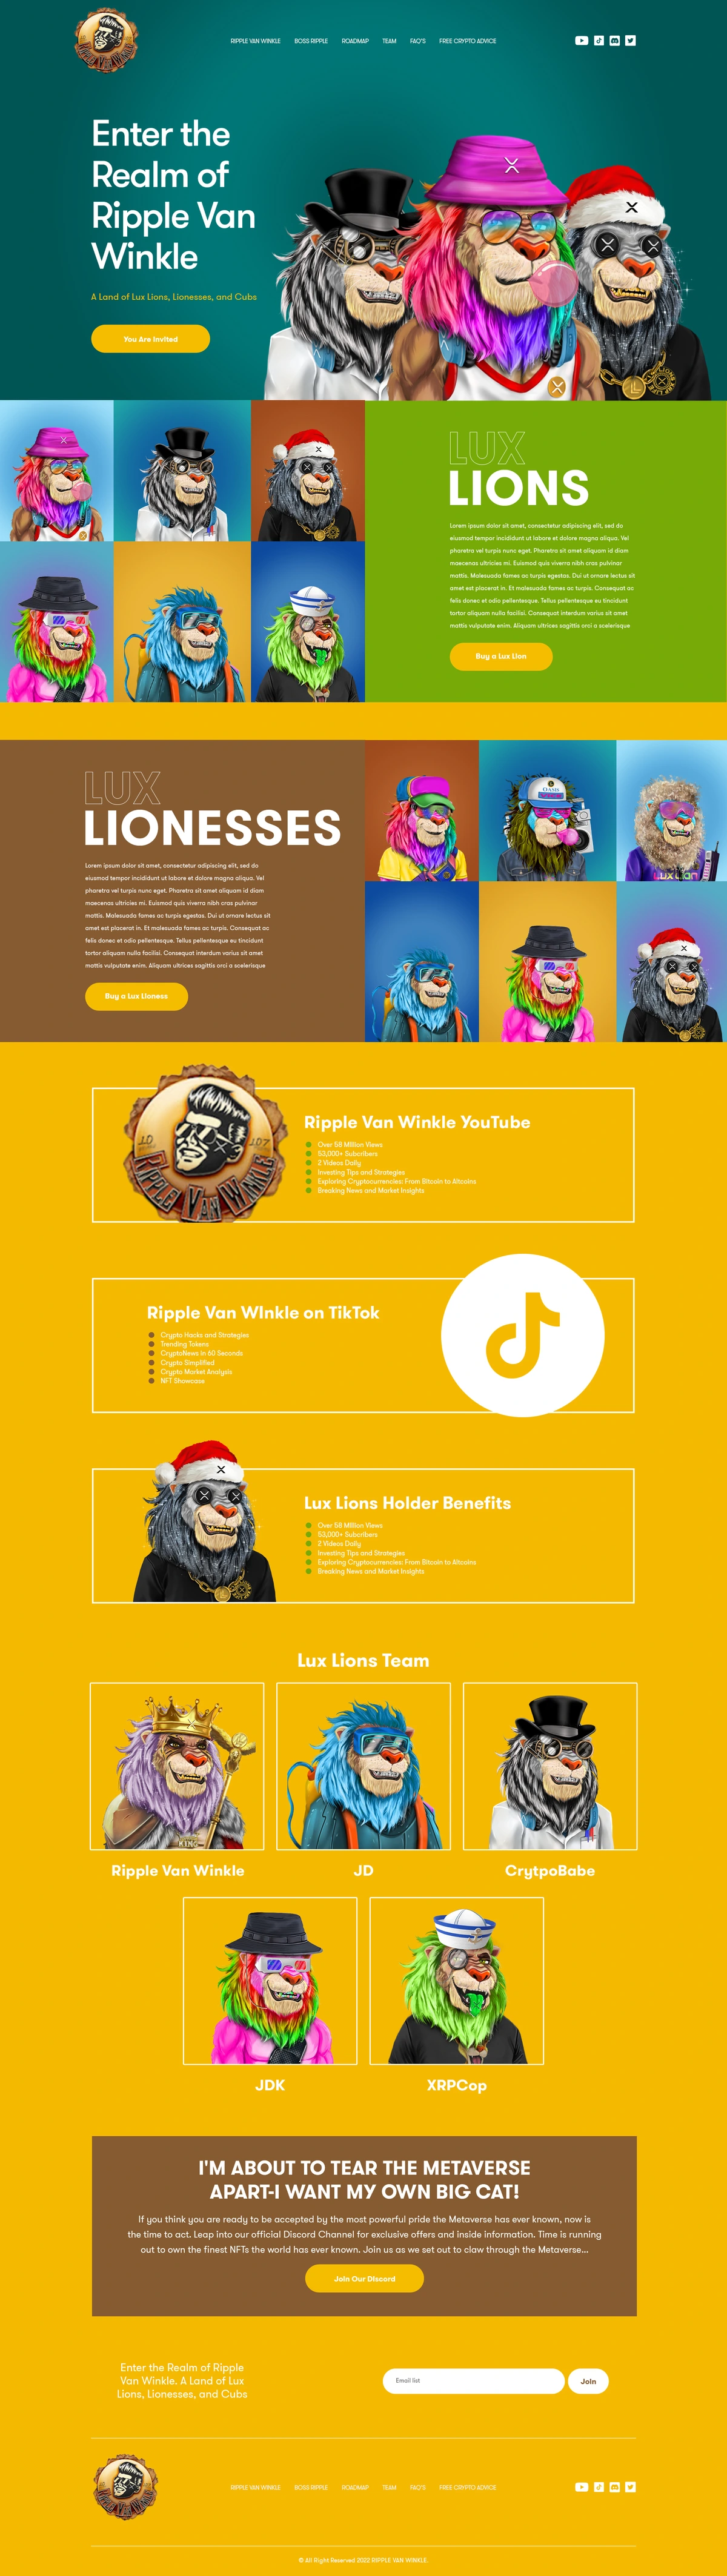 RIPPLE VAN WINKLE
RIPPLE VAN WINKLE BOSS RIPPLE ROADMAP TEAM FAQ'S FREE CRYPTO ADVICE
Enter the
Realm of
Ripple Van
Winkle
A Land of Lux Lions, Lionesses, and Cubs
You Are Invited
LUX
LIONS
Lorem ipsum dolor sit amet, consectetur adipiscing elit, sed do
eiusmod tempor incididunt ut labore et dolore magna aliqua. Vel
pharetra vel turpis nunc eget. Pharetra sit amet aliquam id diam
maecenas ultricies mi. Euismod quis viverra nibh cras pulvinar
mattis. Malesuada fames ac turpis egestas. Dui ut ornare lectus sit
amet est placerat in. Et malesuada fames ac turpis. Consequat ac
felis donec et odio pellentesque. Tellus pellentesque eu tincidunt
tortor aliquam nulla facilisi. Consequat interdum varius sit amet
mattis vulputate enim. Aliquam ultrices sagittis orci a scelerisque
Buy a Lux Lion
LUX
LIONESSES
Lorem ipsum dolor sit amet, consectetur adipiscing elit, sed do
eiusmod tempor incididunt ut labore et dolore magna aliqua. Vel
pharetra vel turpis nunc eget. Pharetra sit amet aliquam id diam
maecenas ultricies mi. Euismod quis viverra nibh cras pulvinar
mattis. Malesuada fames ac turpis egestas. Dui ut ornare lectus sit
amet est placerat in. Et malesuada fames ac turpis. Consequat ac
felis donec et odio pellentesque. Tellus pellentesque eu tincidunt
tortor aliquam nulla facilisi. Consequat interdum varius sit amet
mattis vulputate enim. Aliquam ultrices sagittis orci a scelerisque
Buy a Lux Lioness
OASIS
RIPPLE VAN WINKLE
Ripple Van Winkle YouTube
Over 58 Million Views
53,000+ Subcribers
2 Videos Daily
Investing Tips and Strategies
Exploring Cryptocurrencies: From Bitcoin to Altcoins
Breaking News and Market Insights
Ripple Van WInkle on TikTok
Crypto Hacks and Strategies
Trending Tokens
CryptoNews in 60 Seconds
Crypto Simplified
Crypto Market Analysis
NFT Showcase
Lux Lions Holder Benefits
Over 58 Million Views
53,000+ Subcribers
2 Videos Daily
Investing Tips and Strategies
Exploring Cryptocurrencies: From Bitcoin to Altcoins
Breaking News and Market Insights
Lux Lions Team
KING
Ripple Van Winkle
JD
CrytpoBabe
JDK
XRPCop
I'M ABOUT TO TEAR THE METAVERSE
APART-I WANT MY OWN BIG CAT!
If you think you are ready to be accepted by the most powerful pride the Metaverse has ever known, now is
the time to act. Leap into our official Discord Channel for exclusive offers and inside information. Time is running
out to own the finest NFTs the world has ever known. Join us as we set out to claw through the Metaverse...
Join Our Discord
Enter the Realm of Ripple
Van Winkle. A Land of Lux
Lions, Lionesses, and Cubs
Email list
Join
RIPPLE VAN WINKLE
RIPPLE VAN WINKLE BOSS RIPPLE ROADMAP TEAM FAQ'S FREE CRYPTO ADVICE
© All Right Reserved 2022 RIPPLE VAN WINKLE.